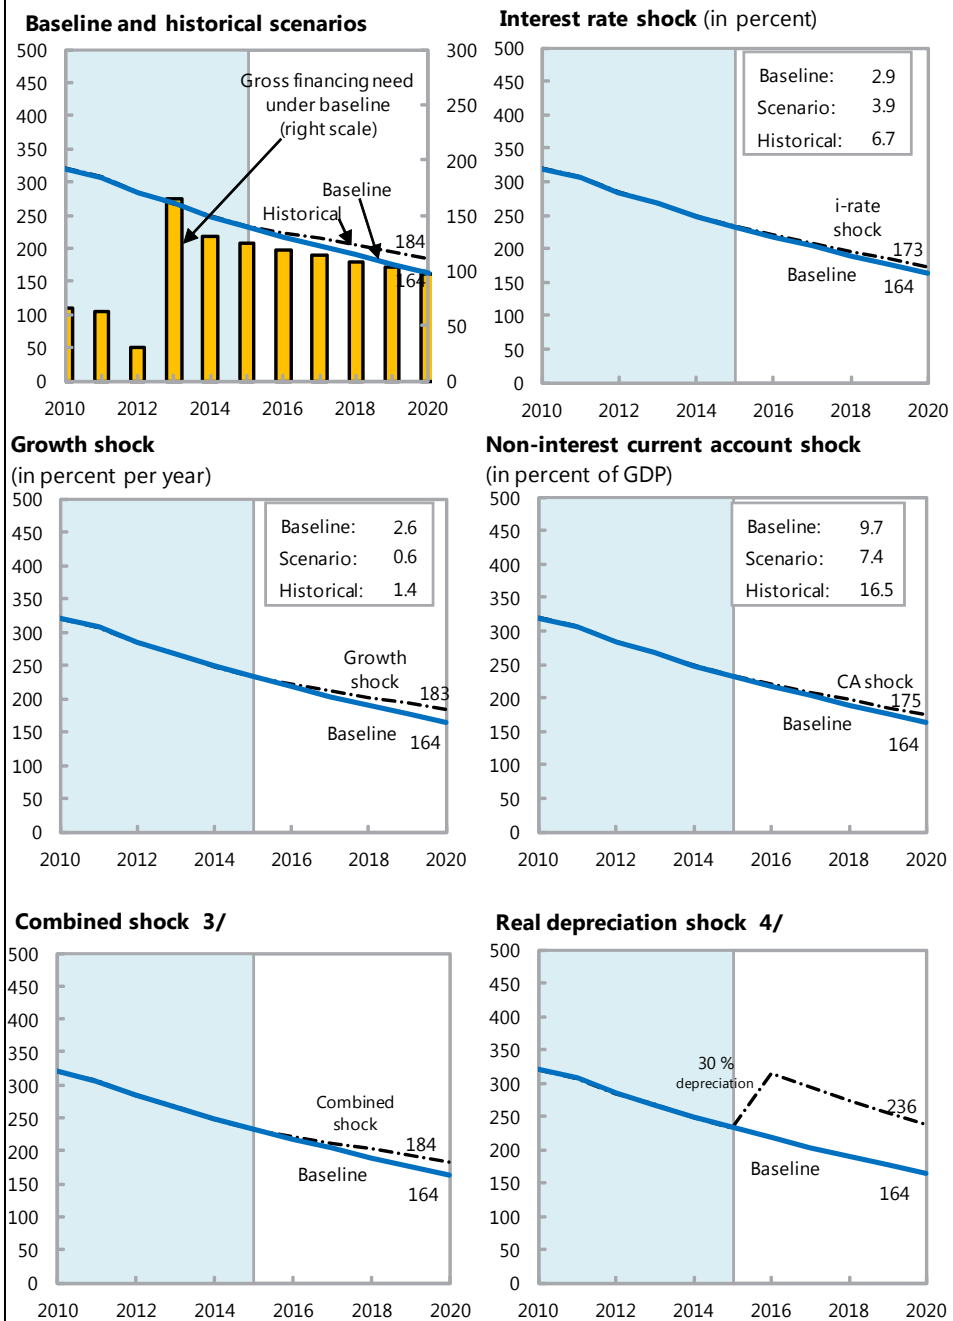 Baseline and historical scenarios
500
450
400
350
300
250
200
150
100
50
0
300
250
200
150
100
50
0
Gross financing need
under baseline
(right scale)
Baseline
Historical
184
164
2010 2012 2014 2016 2018 2020
Interest rate shock (in percent)
500
450
400
350
300
250
200
150
100
50
0
Baseline: 2.9
Scenario: 3.9
Historical: 6.7
i-rate
shock
173
Baseline
164
2010 2012 2014 2016 2018 2020
Growth shock
(in percent per year)
500
450
400
350
300
250
200
150
100
50
0
Baseline: 2.6
Scenario: 0.6
Historical: 1.4
Growth
shock
183
Baseline
164
2010 2012 2014 2016 2018 2020
Non-interest current account shock
(in percent of GDP)
500
450
400
350
300
250
200
150
100
50
0
Baseline: 9.7
Scenario: 7.4
Historical: 16.5
CA shock
175
Baseline
164
2010 2012 2014 2016 2018 2020
Combined shock 3/
500
450
400
350
300
250
200
150
100
50
0
Combined
shock
184
Baseline
164
2010 2012 2014 2016 2018 2020
Real depreciation shock 4/
500
450
400
350
300
250
200
150
100
50
0
30 %
depreciation
236
Baseline
164
2010 2012 2014 2016 2018 2020